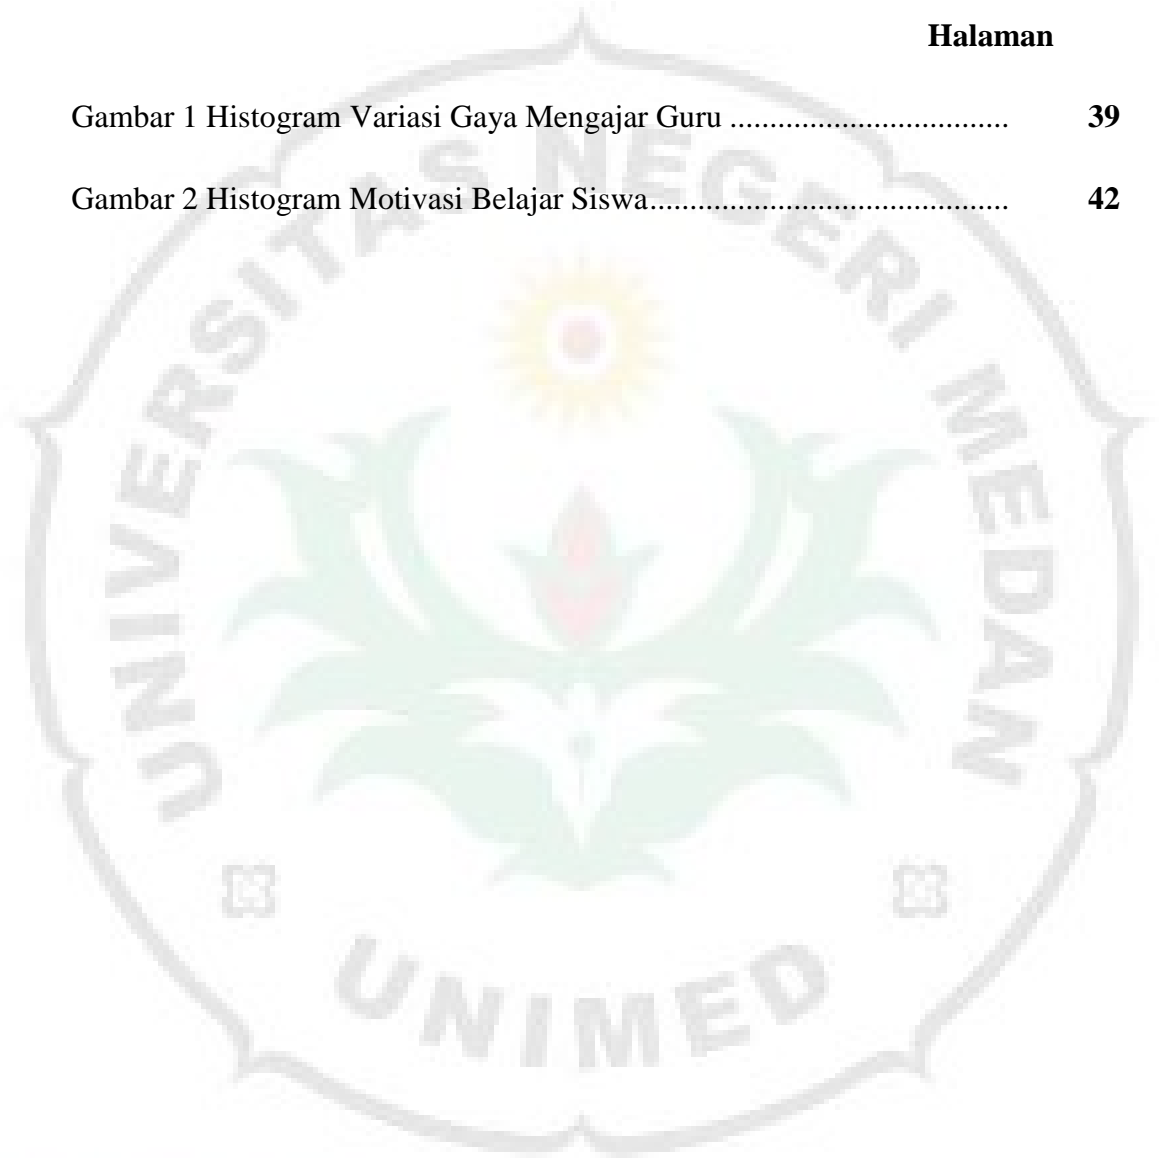 Halaman
Gambar 1 Histogram Variasi Gaya Mengajar Guru ................................... 39
Gambar 2 Histogram Motivasi Belajar Siswa............................................. 42
UNIVERSITAS NEGERI MEDAN
UNIMED